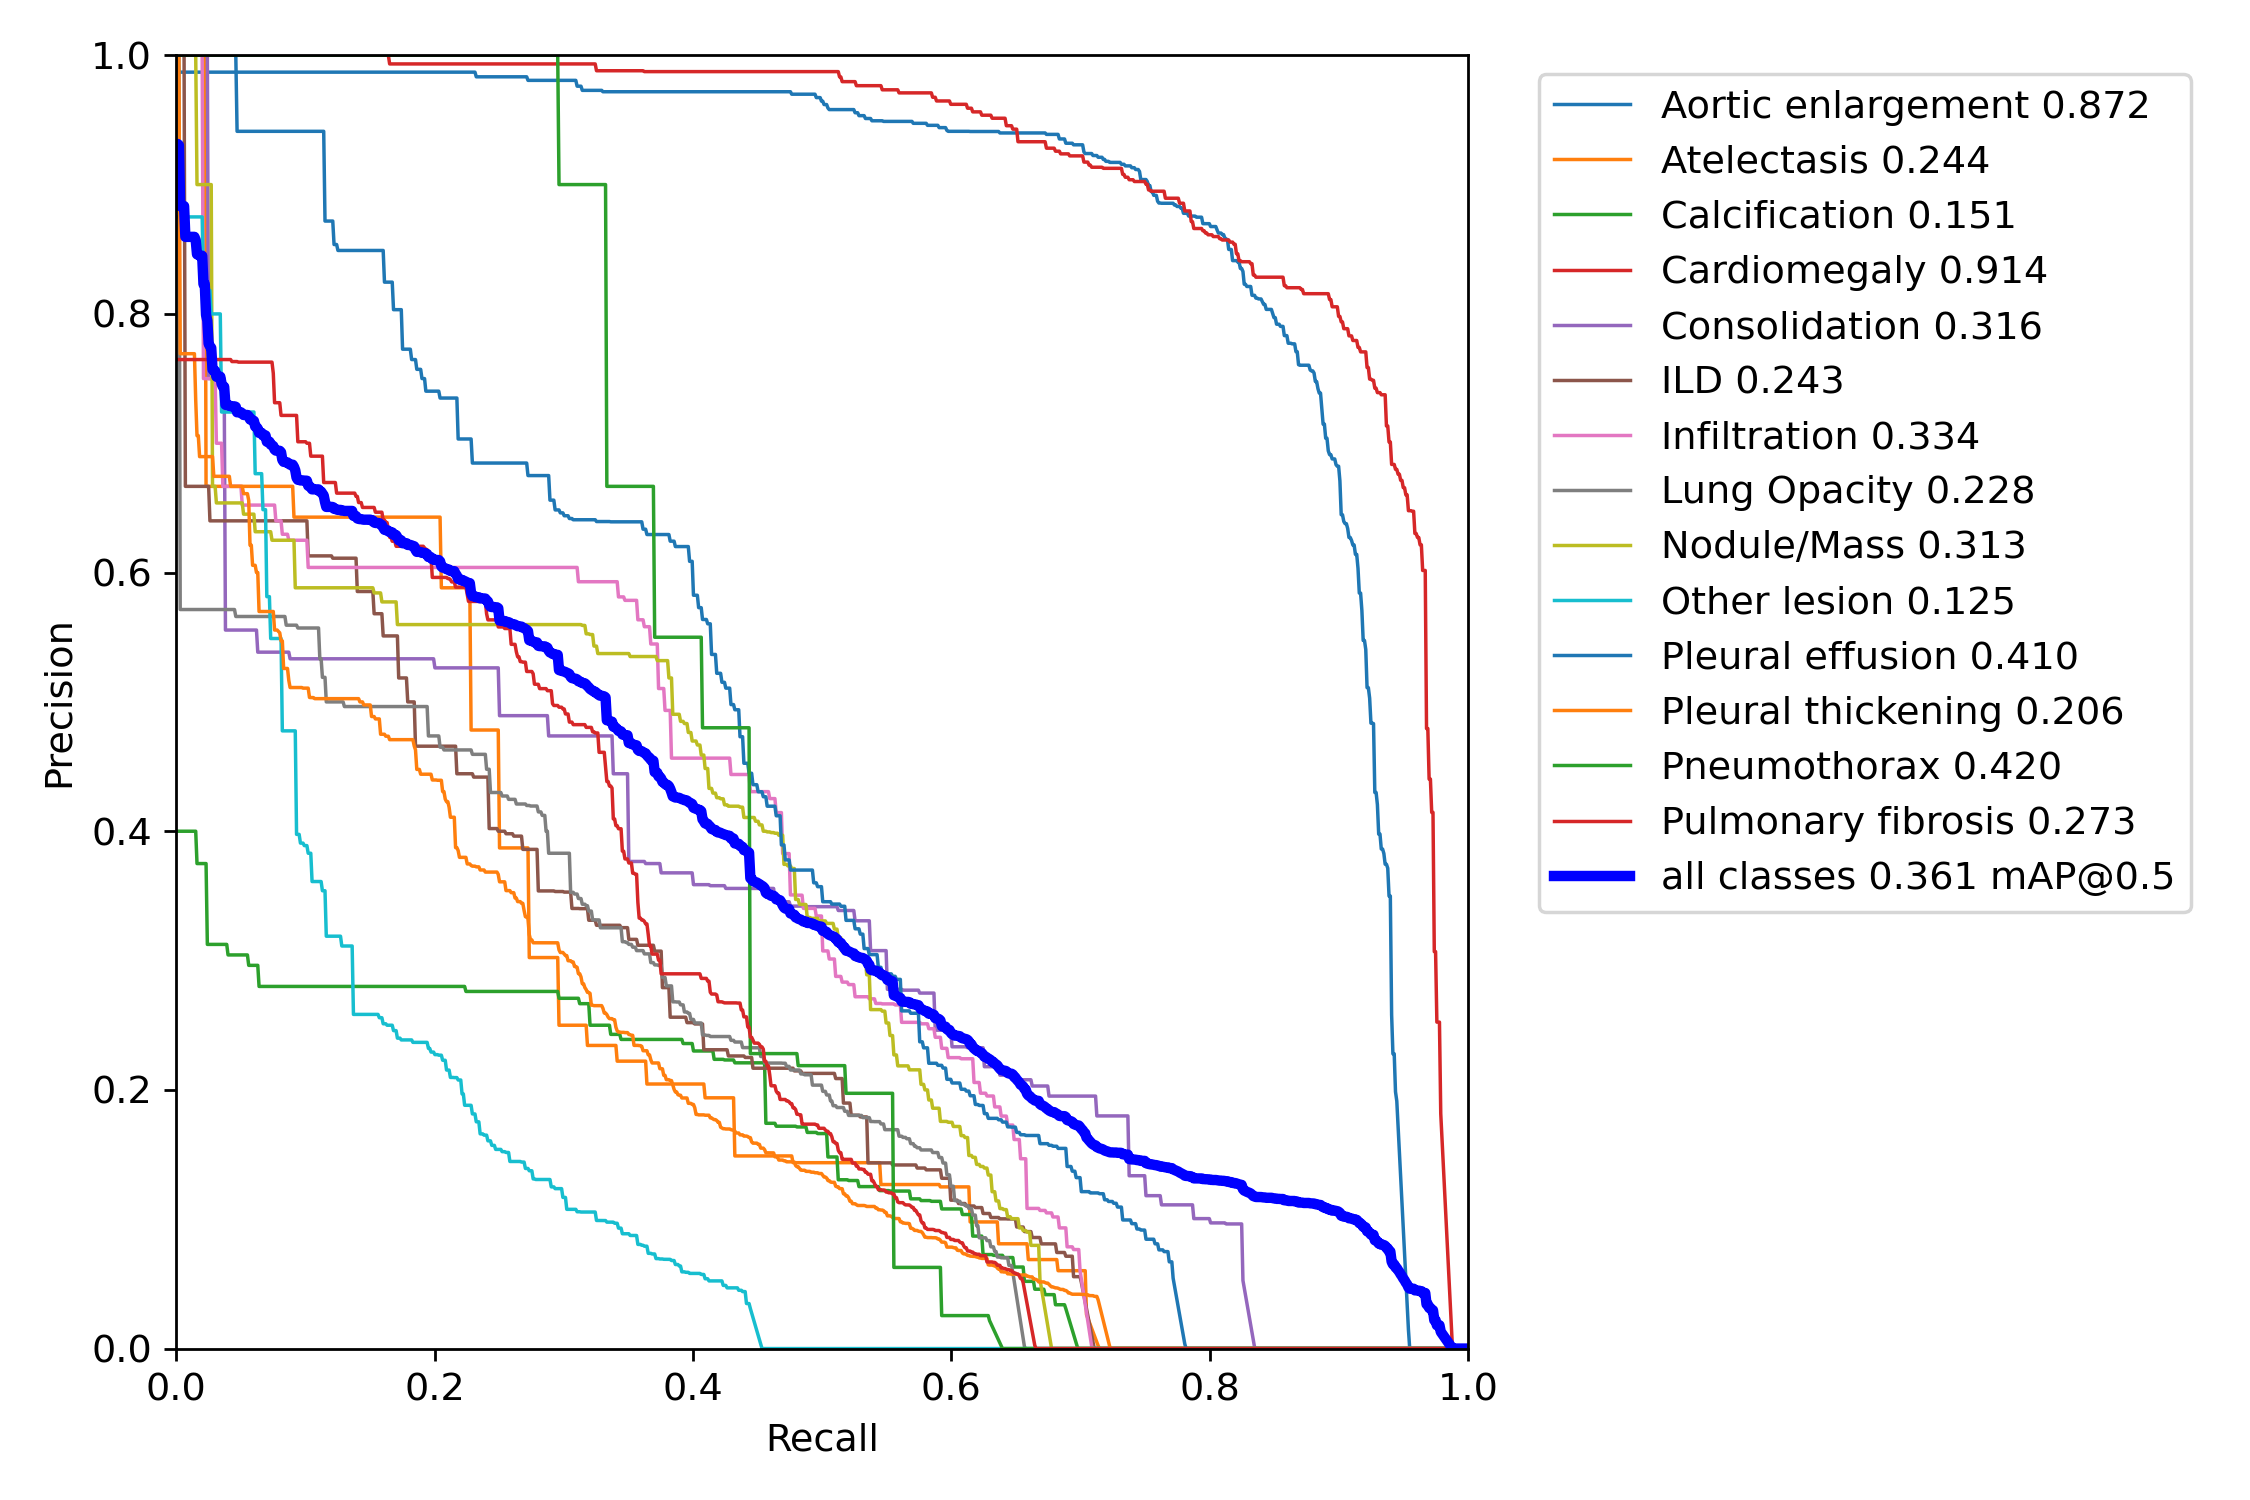 1.0
0.8
0.6
0.4
0.2
0.0
Precision
0.0 0.2 0.4 0.6 0.8 1.0
Recall
Aortic enlargement 0.872
Atelectasis 0.244
Calcification 0.151
Cardiomegaly 0.914
Consolidation 0.316
ILD 0.243
Infiltration 0.334
Lung Opacity 0.228
Nodule/Mass 0.313
Other lesion 0.125
Pleural effusion 0.410
Pleural thickening 0.206
Pneumothorax 0.420
Pulmonary fibrosis 0.273
all classes 0.361 mAP@0.5